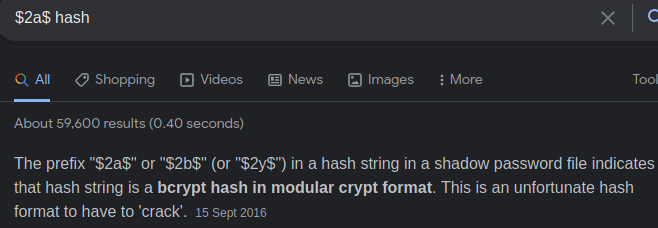 $2a$ hash
All Shopping Videos News Images More
About 59,600 results (0.40 seconds)
The prefix "$2a$" or "$2b$" (or "$2y$") in a hash string in a shadow password file indicates
that hash string is a bcrypt hash in modular crypt format. This is an unfortunate hash
format to have to 'crack'. 15 Sept 2016